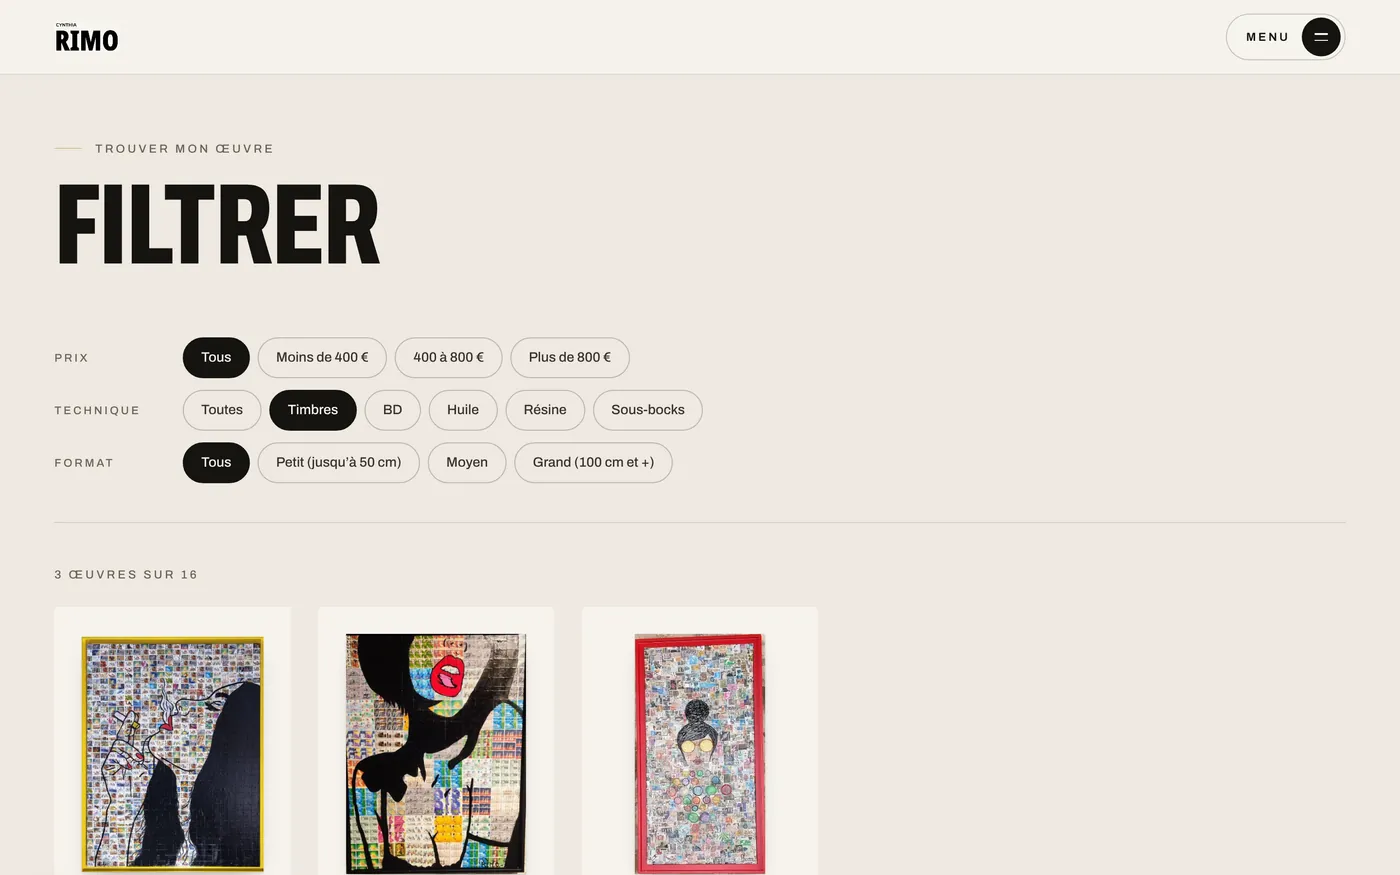 CYNTHIA
RIMO
MENU
TROUVER MON ŒUVRE
FILTRER
PRIX
Tous
Moins de 400 €
400 à 800 €
Plus de 800 €
TECHNIQUE
Toutes
Timbres
BD
Huile
Résine
Sous-bocks
FORMAT
Tous
Petit (jusqu’à 50 cm)
Moyen
Grand (100 cm et +)
3 ŒUVRES SUR 16